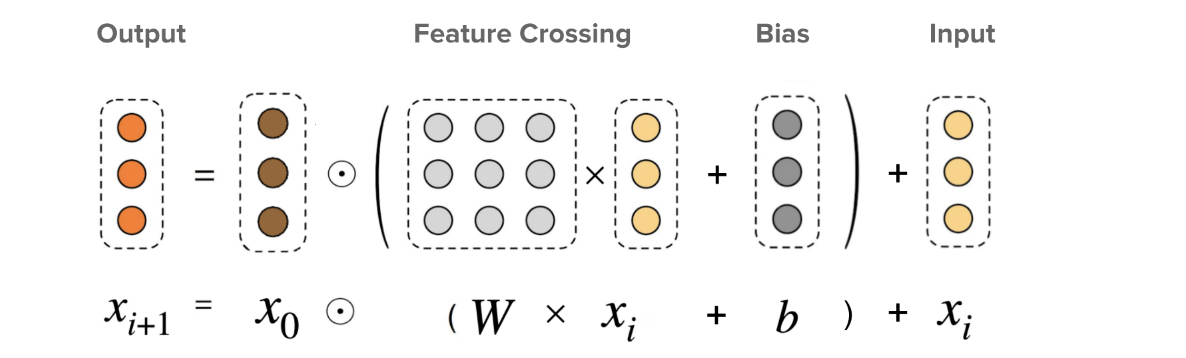 Output Feature Crossing Bias Input
= ⊙ ( × + ) +
x_{i+1} = x_0 ⊙ ( W × x_i + b ) + x_i